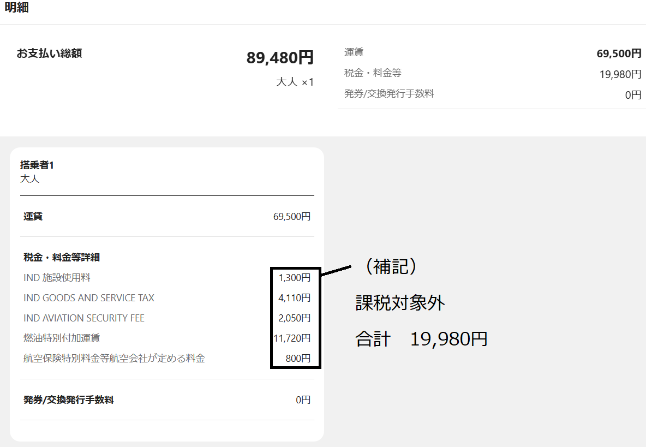 明細
お支払い総額
89,480円
大人 ×1
運賃 69,500円
税金・料金等 19,980円
発券/交換発行手数料 0円
搭乗者1
大人
運賃 69,500円
税金・料金等詳細
IND 施設使用料 1,300円
IND GOODS AND SERVICE TAX 4,110円
IND AVIATION SECURITY FEE 2,050円
燃油特別付加運賃 11,720円
航空保険特別料金等航空会社が定める料金 800円
発券/交換発行手数料 0円
（補記）
課税対象外
合計　19,980円